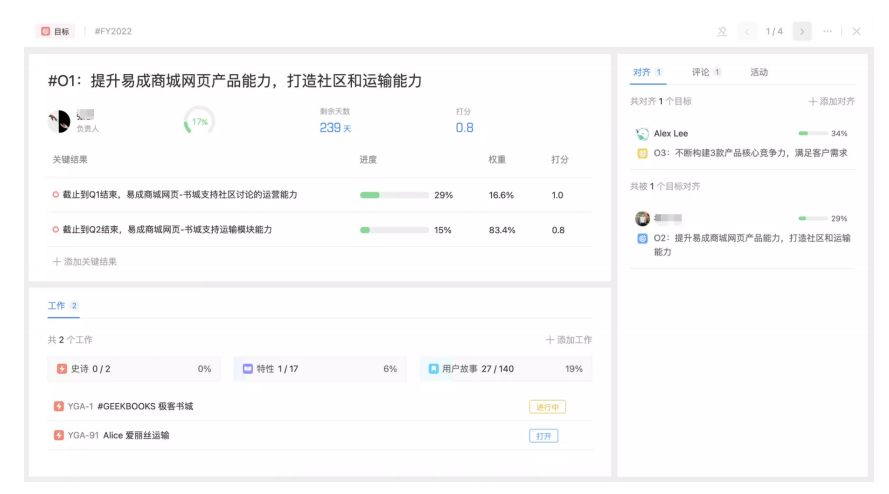 目标 #FY2022 1/4
#O1：提升易成商城网页产品能力，打造社区和运输能力
负责人
17%
剩余天数
239 天
打分
0.8
关键结果 进度 权重 打分
截止到Q1结束，易成商城网页-书城支持社区讨论的运营能力 29% 16.6% 1.0
截止到Q2结束，易成商城网页-书城支持运输模块能力 15% 83.4% 0.8
添加关键结果
工作 2
共 2 个工作 添加工作
史诗 0 / 2 0% 特性 1 / 17 6% 用户故事 27 / 140 19%
YGA-1 #GEEKBOOKS 极客书城 进行中
YGA-91 Alice 爱丽丝运输 打开
对齐 1 评论 1 活动
共对齐 1 个目标 添加对齐
Alex Lee 34%
O3：不断构建3款产品核心竞争力，满足客户需求
共被 1 个目标对齐
29%
O2：提升易成商城网页产品能力，打造社区和运输
能力